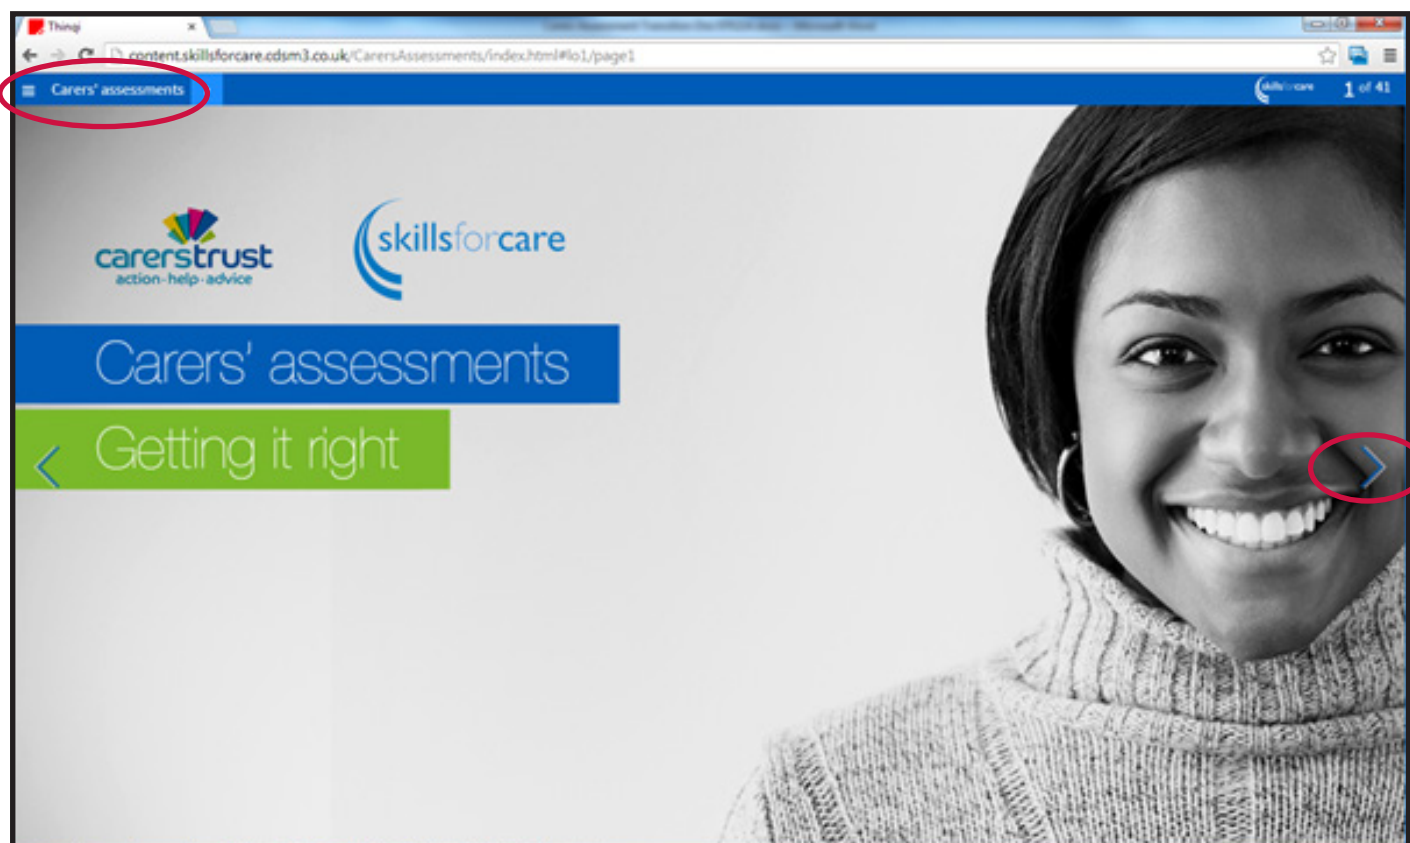 Thinqi
content.skillsforcare.cdsm3.co.uk/CarersAssessments/index.html#lo1/page1
Carers' assessments
skillsforcare
1 of 41
carerstrust
action·help·advice
skillsforcare
Carers' assessments
Getting it right